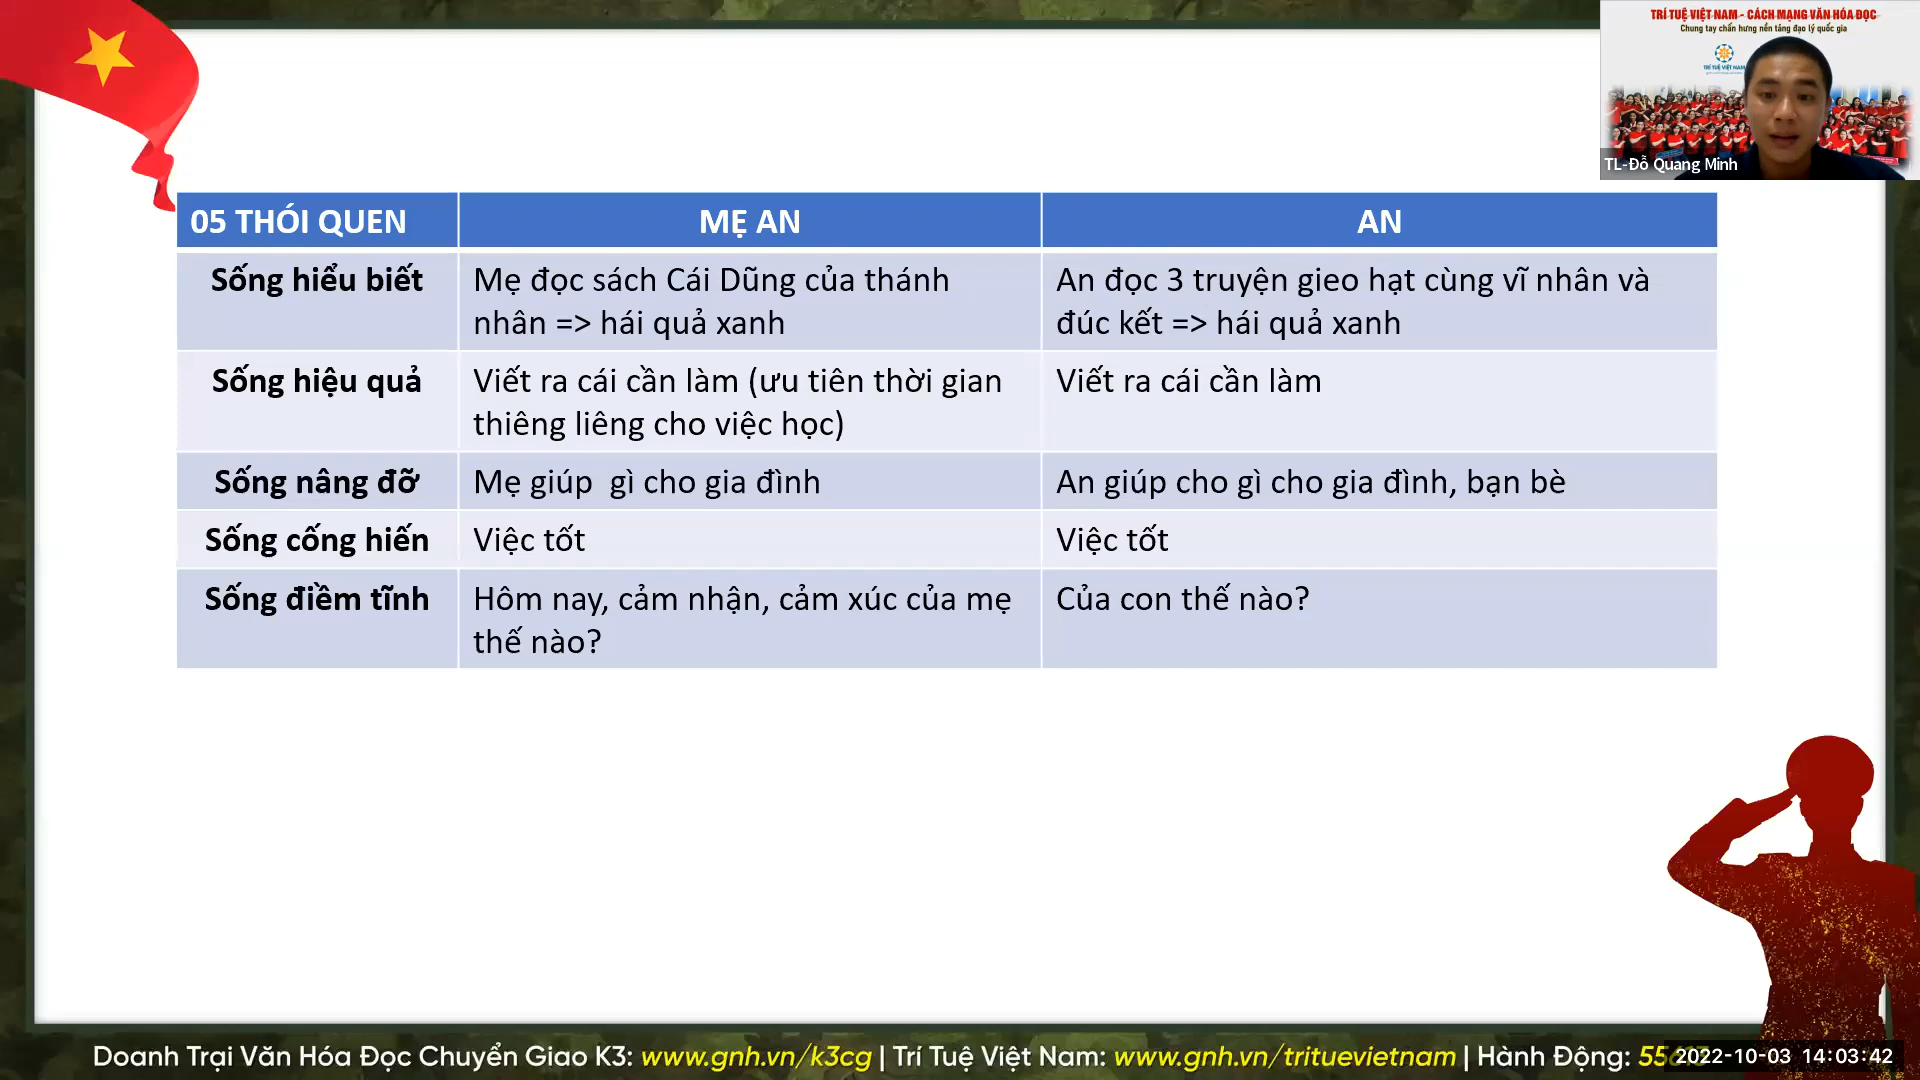 TRÍ TUỆ VIỆT NAM - CÁCH MẠNG VĂN HÓA ĐỌC
Chung tay chấn hưng nền tảng đạo lý quốc gia
TRÍ TUỆ VIỆT NAM
TL-Đỗ Quang Minh
05 THÓI QUEN MẸ AN AN
Sống hiểu biết Mẹ đọc sách Cái Dũng của thánh An đọc 3 truyện gieo hạt cùng vĩ nhân và
nhân => hái quả xanh đúc kết => hái quả xanh
Sống hiệu quả Viết ra cái cần làm (ưu tiên thời gian Viết ra cái cần làm
thiêng liêng cho việc học)
Sống nâng đỡ Mẹ giúp gì cho gia đình An giúp cho gì cho gia đình, bạn bè
Sống cống hiến Việc tốt Việc tốt
Sống điềm tĩnh Hôm nay, cảm nhận, cảm xúc của mẹ Của con thế nào?
thế nào?
Doanh Trại Văn Hóa Đọc Chuyển Giao K3: www.gnh.vn/k3cg | Trí Tuệ Việt Nam: www.gnh.vn/trituevietnam | Hành Động:
2022-10-03 14:03:42